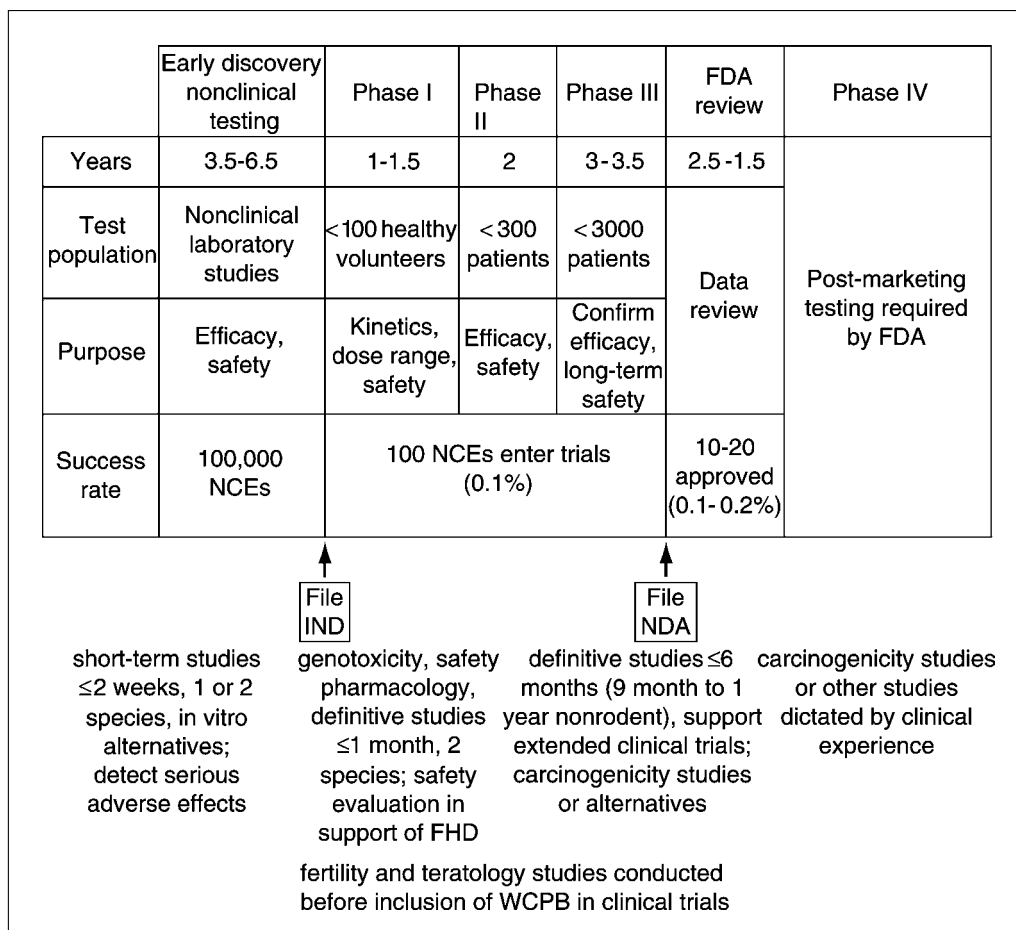 Early discovery
nonclinical
testing
Phase I
Phase
II
Phase III
FDA
review
Phase IV
Years
3.5-6.5
1-1.5
2
3-3.5
2.5-1.5
Test
population
Nonclinical
laboratory
studies
<100 healthy
volunteers
<300
patients
<3000
patients
Data
review
Post-marketing
testing required
by FDA
Purpose
Efficacy,
safety
Kinetics,
dose range,
safety
Efficacy,
safety
Confirm
efficacy,
long-term
safety
Success
rate
100,000
NCEs
100 NCEs enter trials
(0.1%)
10-20
approved
(0.1-0.2%)
File
IND
File
NDA
short-term studies
≤2 weeks, 1 or 2
species, in vitro
alternatives;
detect serious
adverse effects
genotoxicity, safety
pharmacology,
definitive studies
≤1 month, 2
species; safety
evaluation in
support of FHD
definitive studies ≤6
months (9 month to 1
year nonrodent), support
extended clinical trials;
carcinogenicity studies
or alternatives
carcinogenicity studies
or other studies
dictated by clinical
experience
fertility and teratology studies conducted
before inclusion of WCPB in clinical trials